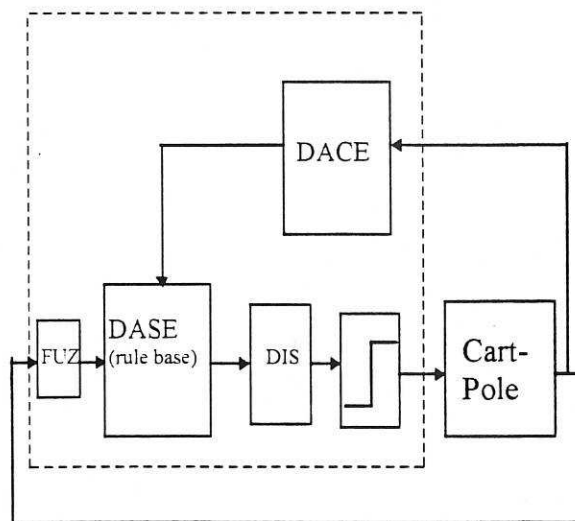 DACE
DASE
(rule base)
FUZ
DIS
Cart-
Pole